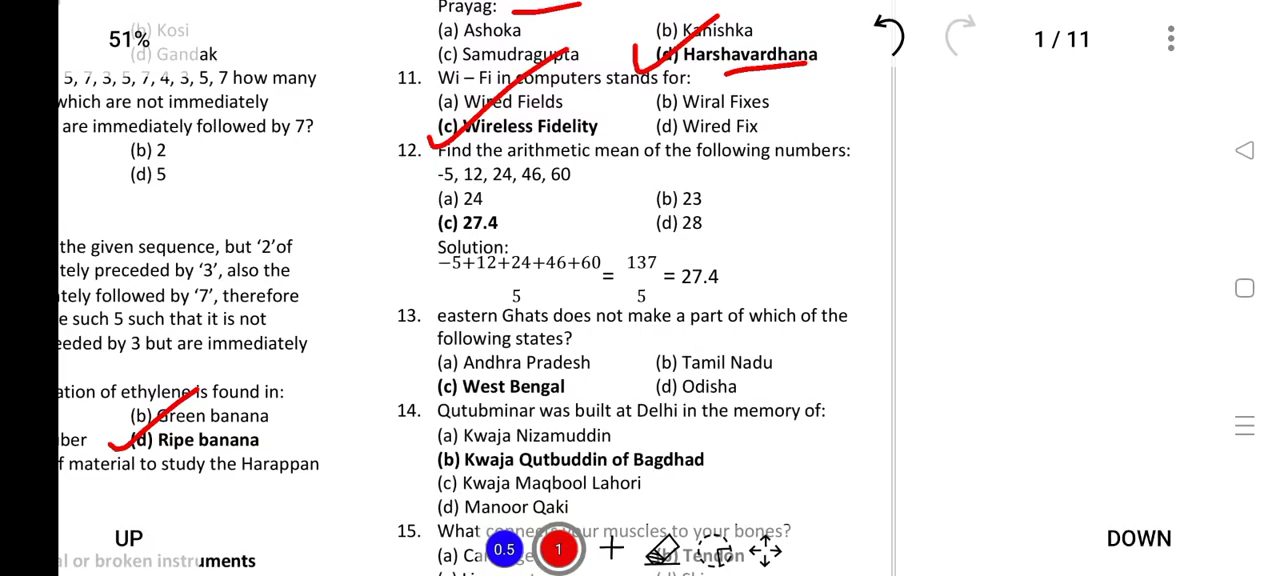 51%
1 / 11
(b) Kosi
(d) Gandak
5, 7, 3, 5, 7, 4, 3, 5, 7 how many
which are not immediately
are immediately followed by 7?
(b) 2
(d) 5
the given sequence, but ‘2’of
tely preceded by ‘3’, also the
tely followed by ‘7’, therefore
e such 5 such that it is not
eeded by 3 but are immediately
ation of ethylene is found in:
(b) Green banana
ber (d) Ripe banana
f material to study the Harappan
UP
al or broken instruments
Prayag:
(a) Ashoka (b) Kanishka
(c) Samudragupta (d) Harshavardhana
11. Wi – Fi in computers stands for:
(a) Wired Fields (b) Wiral Fixes
(c) Wireless Fidelity (d) Wired Fix
12. Find the arithmetic mean of the following numbers:
-5, 12, 24, 46, 60
(a) 24 (b) 23
(c) 27.4 (d) 28
Solution:
−5+12+24+46+60 137
= = 27.4
5 5
13. eastern Ghats does not make a part of which of the
following states?
(a) Andhra Pradesh (b) Tamil Nadu
(c) West Bengal (d) Odisha
14. Qutubminar was built at Delhi in the memory of:
(a) Kwaja Nizamuddin
(b) Kwaja Qutbuddin of Bagdhad
(c) Kwaja Maqbool Lahori
(d) Manoor Qaki
15. What connects your muscles to your bones?
(b) Tendon
0.5 1
DOWN